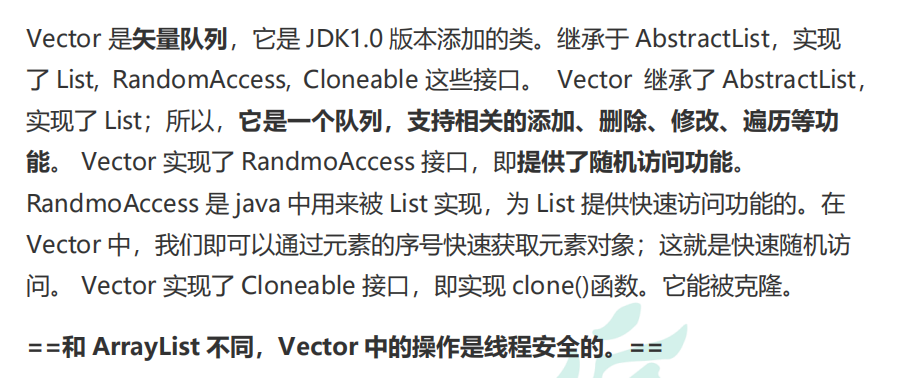 Vector 是矢量队列，它是 JDK1.0 版本添加的类。继承于 AbstractList，实现
了 List, RandomAccess, Cloneable 这些接口。 Vector 继承了 AbstractList，
实现了 List；所以，它是一个队列，支持相关的添加、删除、修改、遍历等功
能。 Vector 实现了 RandmoAccess 接口，即提供了随机访问功能。
RandmoAccess 是 java 中用来被 List 实现，为 List 提供快速访问功能的。在
Vector 中，我们即可以通过元素的序号快速获取元素对象；这就是快速随机访
问。 Vector 实现了 Cloneable 接口，即实现 clone()函数。它能被克隆。
==和 ArrayList 不同，Vector 中的操作是线程安全的。==